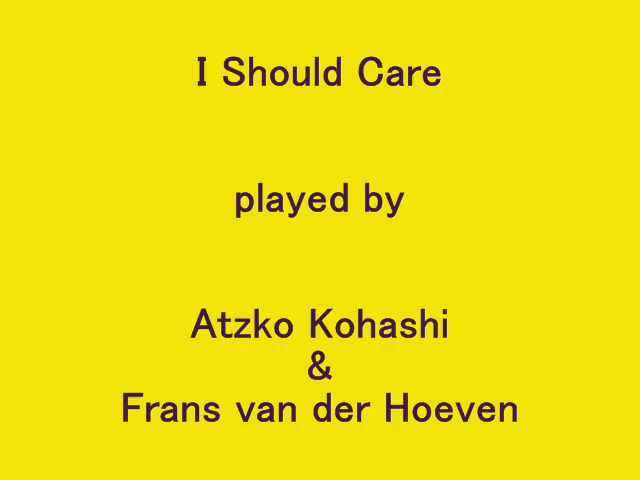 I Should Care
played by
Atzko Kohashi
&
Frans van der Hoeven